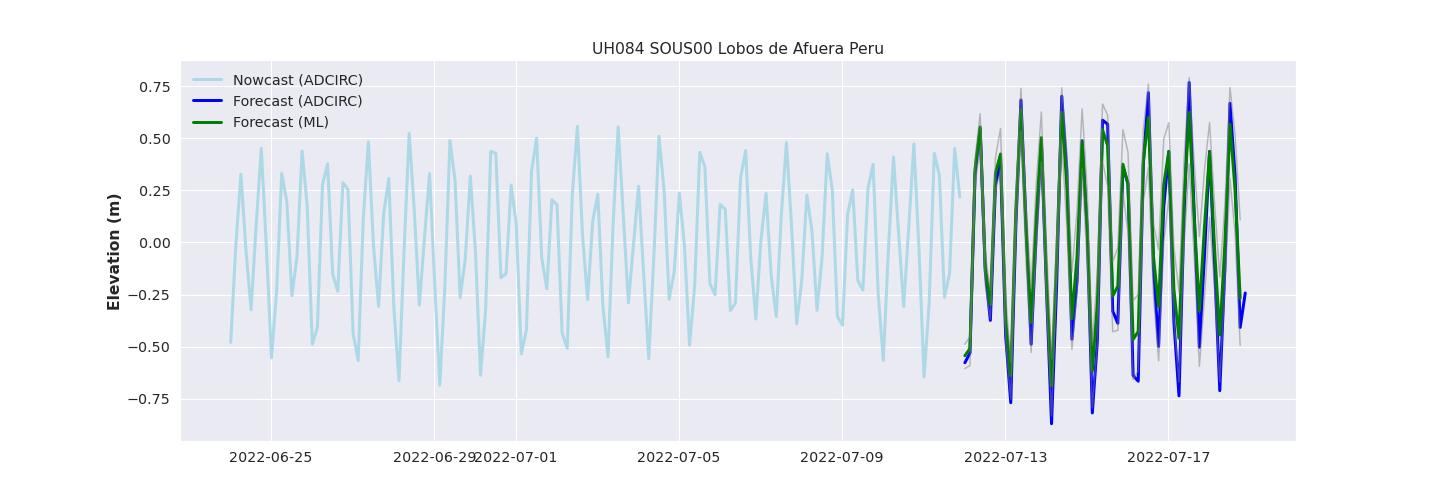 UH084 SOUS00 Lobos de Afuera Peru
Nowcast (ADCIRC)
Forecast (ADCIRC)
Forecast (ML)
Elevation (m)
0.75
0.50
0.25
0.00
−0.25
−0.50
−0.75
2022-06-25 2022-06-29 2022-07-01 2022-07-05 2022-07-09 2022-07-13 2022-07-17